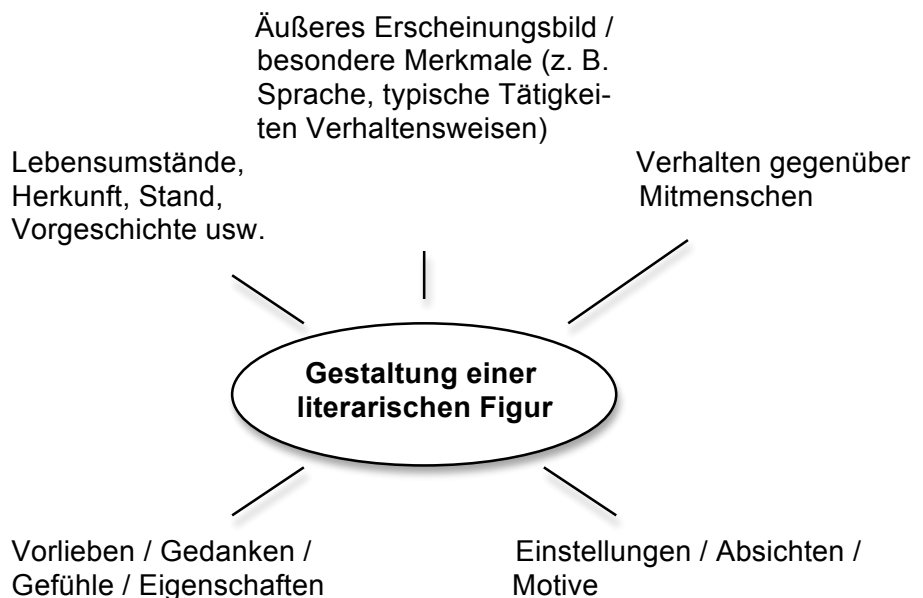 Äußeres Erscheinungsbild /
besondere Merkmale (z. B.
Sprache, typische Tätigkei-
ten Verhaltensweisen)
Lebensumstände,
Herkunft, Stand,
Vorgeschichte usw.
Verhalten gegenüber
Mitmenschen
Gestaltung einer
literarischen Figur
Vorlieben / Gedanken /
Gefühle / Eigenschaften
Einstellungen / Absichten /
Motive